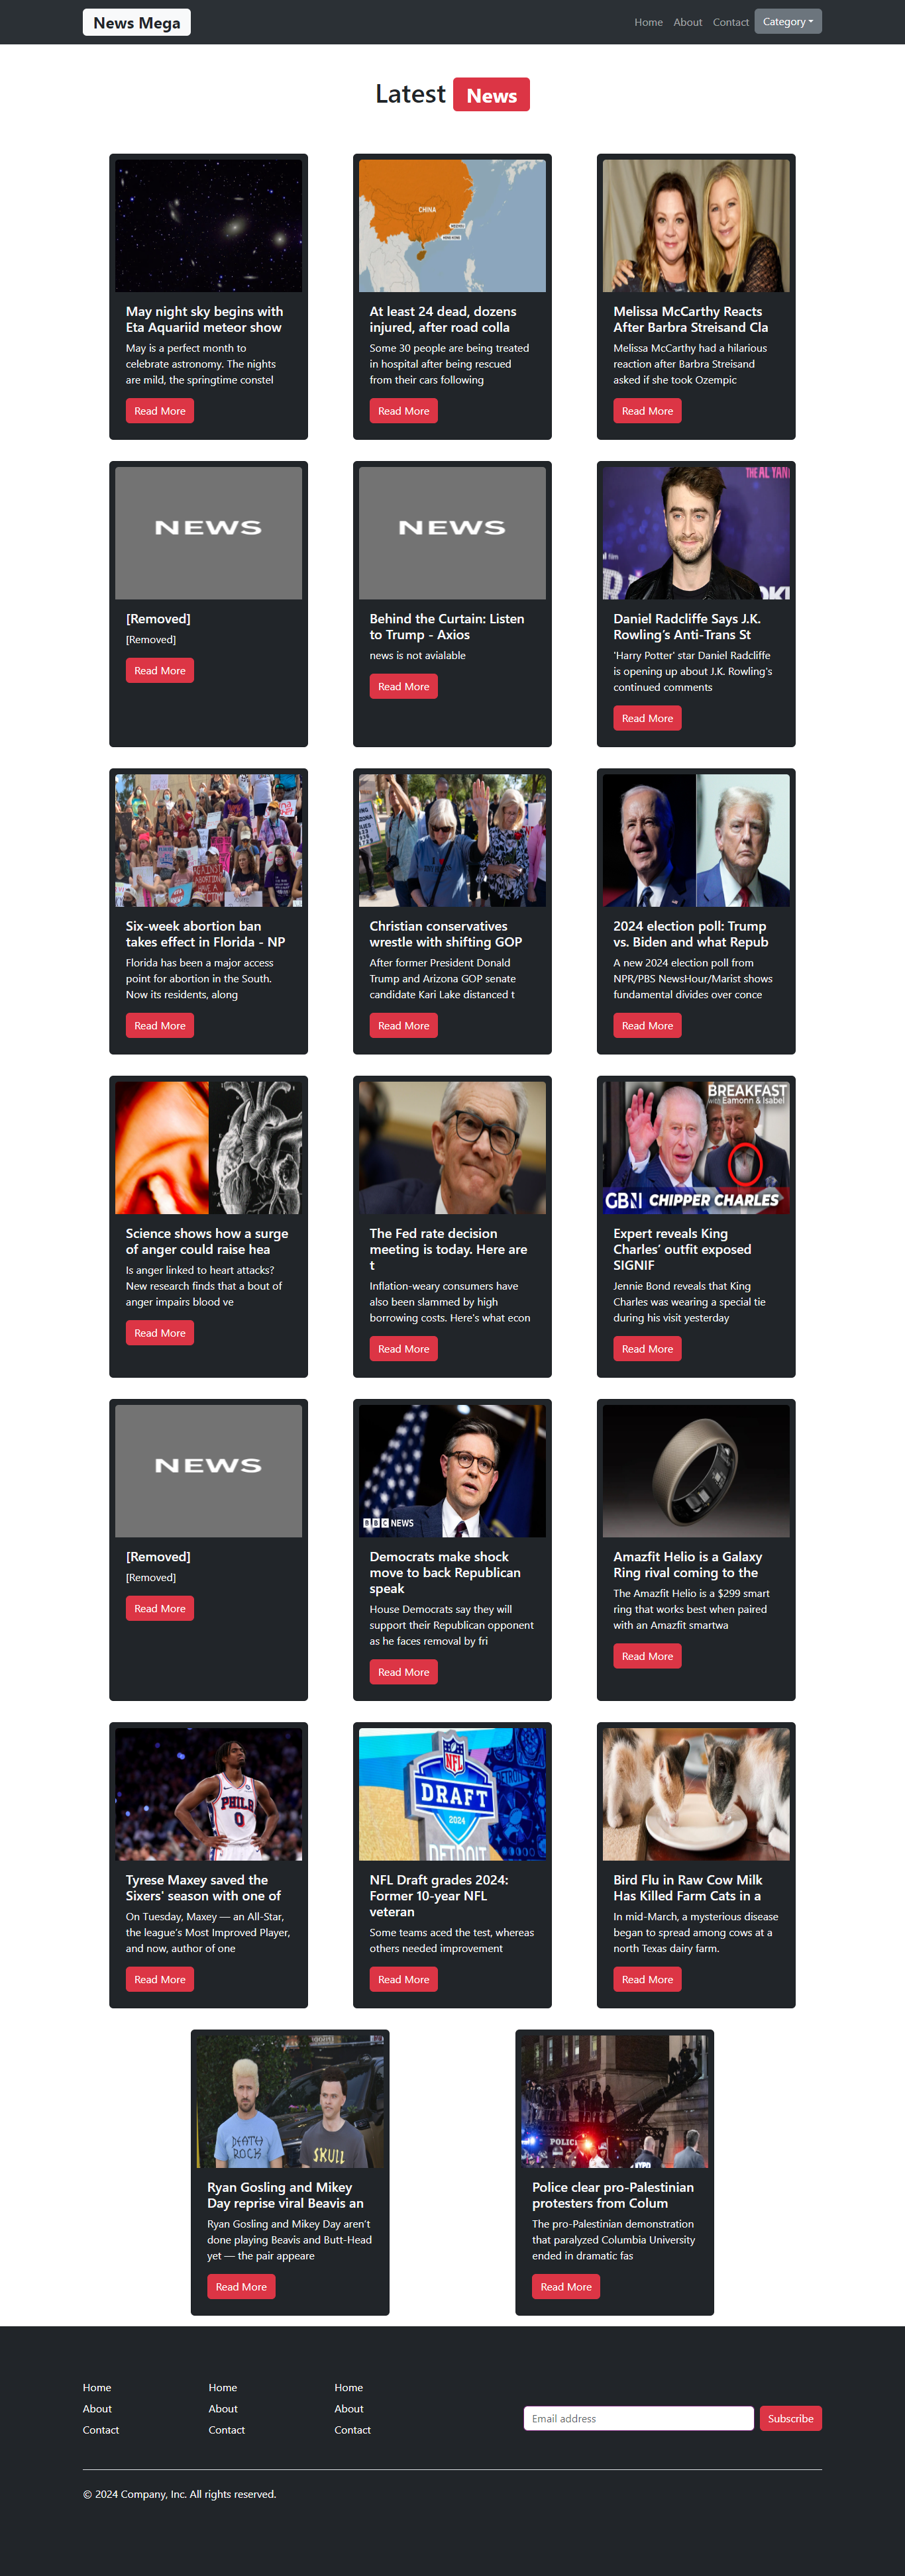 News Mega
Home About Contact Category
Latest News
CHINA
HONG KONG
May night sky begins with
Eta Aquariid meteor show
May is a perfect month to
celebrate astronomy. The nights
are mild, the springtime constel
Read More
At least 24 dead, dozens
injured, after road colla
Some 30 people are being treated
in hospital after being rescued
from their cars following
Read More
Melissa McCarthy Reacts
After Barbra Streisand Cla
Melissa McCarthy had a hilarious
reaction after Barbra Streisand
asked if she took Ozempic
Read More
NEWS
[Removed]
[Removed]
Read More
NEWS
Behind the Curtain: Listen
to Trump - Axios
news is not avialable
Read More
THE AL YAN
Daniel Radcliffe Says J.K.
Rowling’s Anti-Trans St
'Harry Potter' star Daniel Radcliffe
is opening up about J.K. Rowling's
continued comments
Read More
Six-week abortion ban
takes effect in Florida - NP
Florida has been a major access
point for abortion in the South.
Now its residents, along
Read More
Christian conservatives
wrestle with shifting GOP
After former President Donald
Trump and Arizona GOP senate
candidate Kari Lake distanced t
Read More
2024 election poll: Trump
vs. Biden and what Repub
A new 2024 election poll from
NPR/PBS NewsHour/Marist shows
fundamental divides over conce
Read More
Science shows how a surge
of anger could raise hea
Is anger linked to heart attacks?
New research finds that a bout of
anger impairs blood ve
Read More
The Fed rate decision
meeting is today. Here are
t
Inflation-weary consumers have
also been slammed by high
borrowing costs. Here's what econ
Read More
BREAKFAST
with Eamonn & Isabel
GBN CHIPPER CHARLES
Expert reveals King
Charles’ outfit exposed
SIGNIF
Jennie Bond reveals that King
Charles was wearing a special tie
during his visit yesterday
Read More
NEWS
[Removed]
[Removed]
Read More
BBC NEWS
Democrats make shock
move to back Republican
speak
House Democrats say they will
support their Republican opponent
as he faces removal by fri
Read More
Amazfit Helio is a Galaxy
Ring rival coming to the
The Amazfit Helio is a $299 smart
ring that works best when paired
with an Amazfit smartwa
Read More
PHILA
0
Tyrese Maxey saved the
Sixers' season with one of
On Tuesday, Maxey — an All-Star,
the league’s Most Improved Player,
and now, author of one
Read More
NFL
DRAFT
2024
DETROIT
NFL Draft grades 2024:
Former 10-year NFL
veteran
Some teams aced the test, whereas
others needed improvement
Read More
Bird Flu in Raw Cow Milk
Has Killed Farm Cats in a
In mid-March, a mysterious disease
began to spread among cows at a
north Texas dairy farm.
Read More
DEATH
ROCK
SKULL
Ryan Gosling and Mikey
Day reprise viral Beavis an
Ryan Gosling and Mikey Day aren’t
done playing Beavis and Butt-Head
yet — the pair appeare
Read More
POLICE
Police clear pro-Palestinian
protesters from Colum
The pro-Palestinian demonstration
that paralyzed Columbia University
ended in dramatic fas
Read More
Home Home Home
About About About
Contact Contact Contact
Email address Subscribe
© 2024 Company, Inc. All rights reserved.